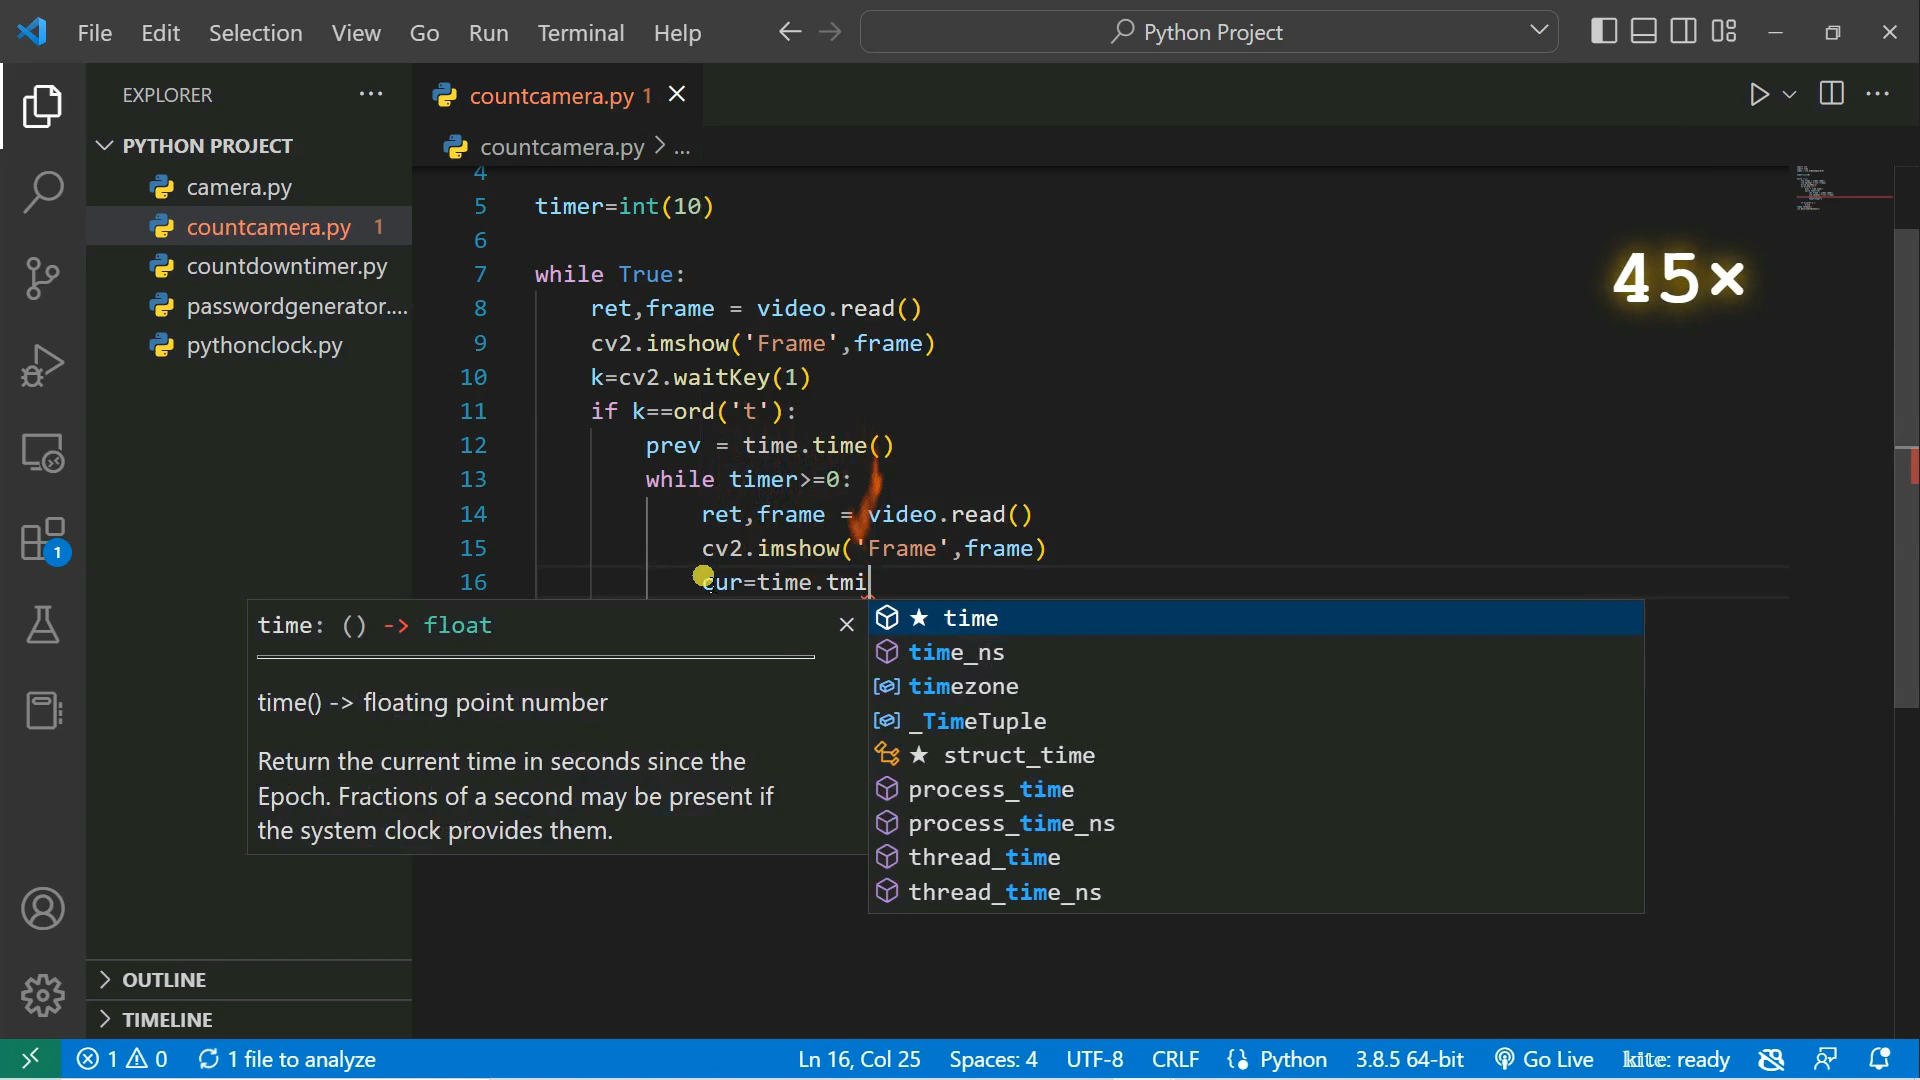 File Edit Selection View Go Run Terminal Help
Python Project
EXPLORER
PYTHON PROJECT
camera.py
countcamera.py 1
countdowntimer.py
passwordgenerator....
pythonclock.py
OUTLINE
TIMELINE
countcamera.py 1
countcamera.py > ...
4
5 timer=int(10)
6
7 while True:
8 ret,frame = video.read()
9 cv2.imshow('Frame',frame)
10 k=cv2.waitKey(1)
11 if k==ord('t'):
12 prev = time.time()
13 while timer>=0:
14 ret,frame = video.read()
15 cv2.imshow('Frame',frame)
16 cur=time.tmi
45×
time: () -> float
time() -> floating point number
Return the current time in seconds since the
Epoch. Fractions of a second may be present if
the system clock provides them.
★ time
time_ns
timezone
_TimeTuple
★ struct_time
process_time
process_time_ns
thread_time
thread_time_ns
1
1 0 1 file to analyze Ln 16, Col 25 Spaces: 4 UTF-8 CRLF Python 3.8.5 64-bit Go Live kite: ready